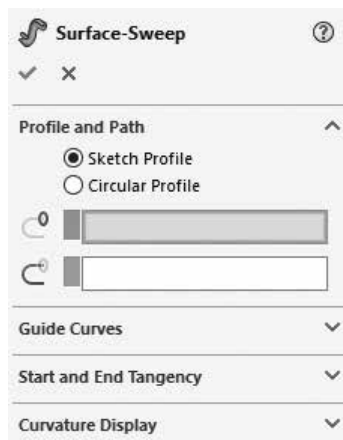 Surface-Sweep
Profile and Path
Sketch Profile
Circular Profile
Guide Curves
Start and End Tangency
Curvature Display